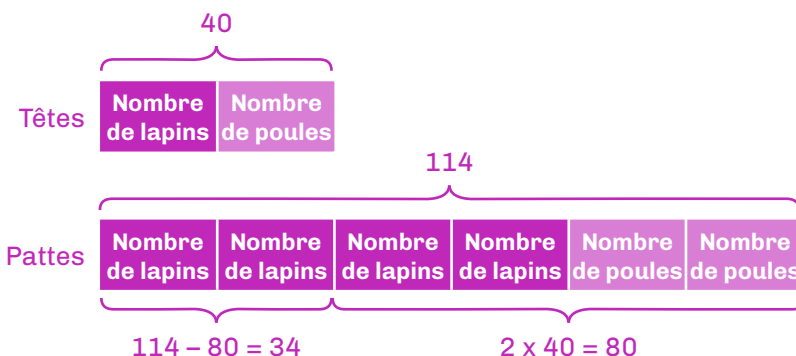 40
Têtes
Nombre de lapins
Nombre de poules
114
Pattes
Nombre de lapins
Nombre de lapins
Nombre de lapins
Nombre de lapins
Nombre de poules
Nombre de poules
114 – 80 = 34
2 x 40 = 80